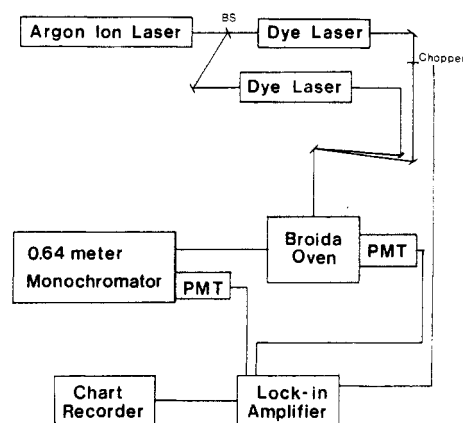 BS
Argon Ion Laser
Dye Laser
Chopper
Dye Laser
Broida
Oven
PMT
0.64 meter
Monochromator
PMT
Chart
Recorder
Lock-in
Amplifier